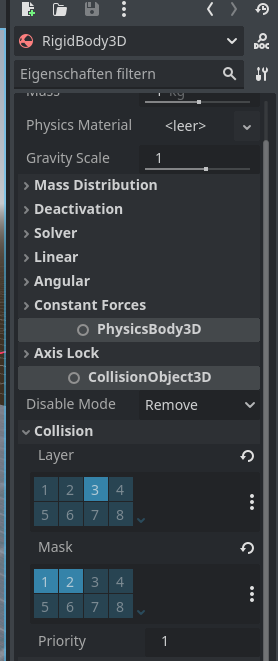 RigidBody3D
DOC
Eigenschaften filtern
Mass 1 kg
Physics Material <leer>
Gravity Scale 1
Mass Distribution
Deactivation
Solver
Linear
Angular
Constant Forces
PhysicsBody3D
Axis Lock
CollisionObject3D
Disable Mode Remove
Collision
Layer
1 2 3 4
5 6 7 8
Mask
1 2 3 4
5 6 7 8
Priority 1